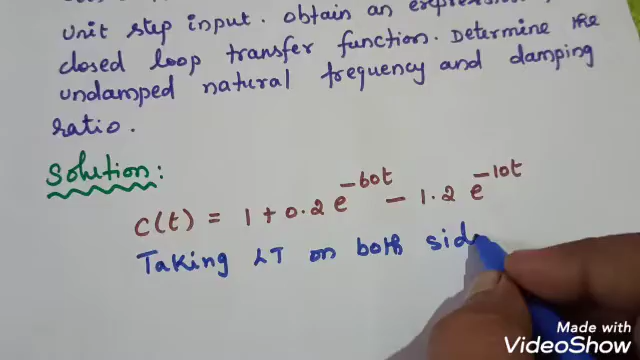 unit step input. obtain an expression
closed loop transfer function. Determine the
undamped natural frequency and damping
ratio.
Solution:
c(t) = 1 + 0.2 e^{-60t} - 1.2 e^{-10t}
Taking LT on both sid
Made with
VideoShow